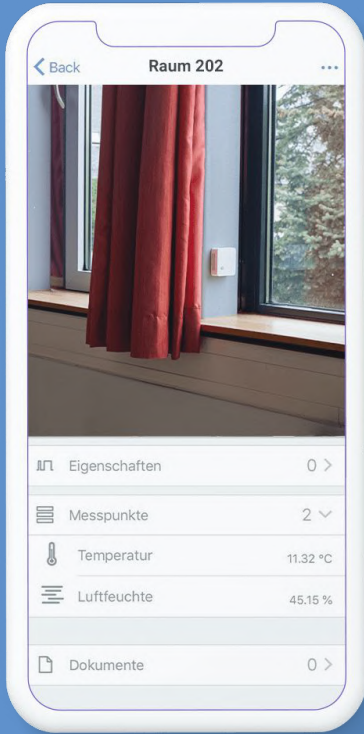 Back Raum 202 ...
Eigenschaften 0
Messpunkte 2
Temperatur 11.32 °C
Luftfeuchte 45.15 %
Dokumente 0